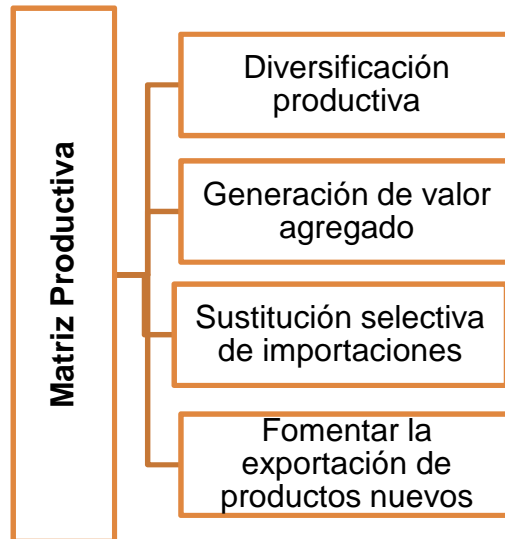 Matriz Productiva
Diversificación
productiva
Generación de valor
agregado
Sustitución selectiva
de importaciones
Fomentar la
exportación de
productos nuevos